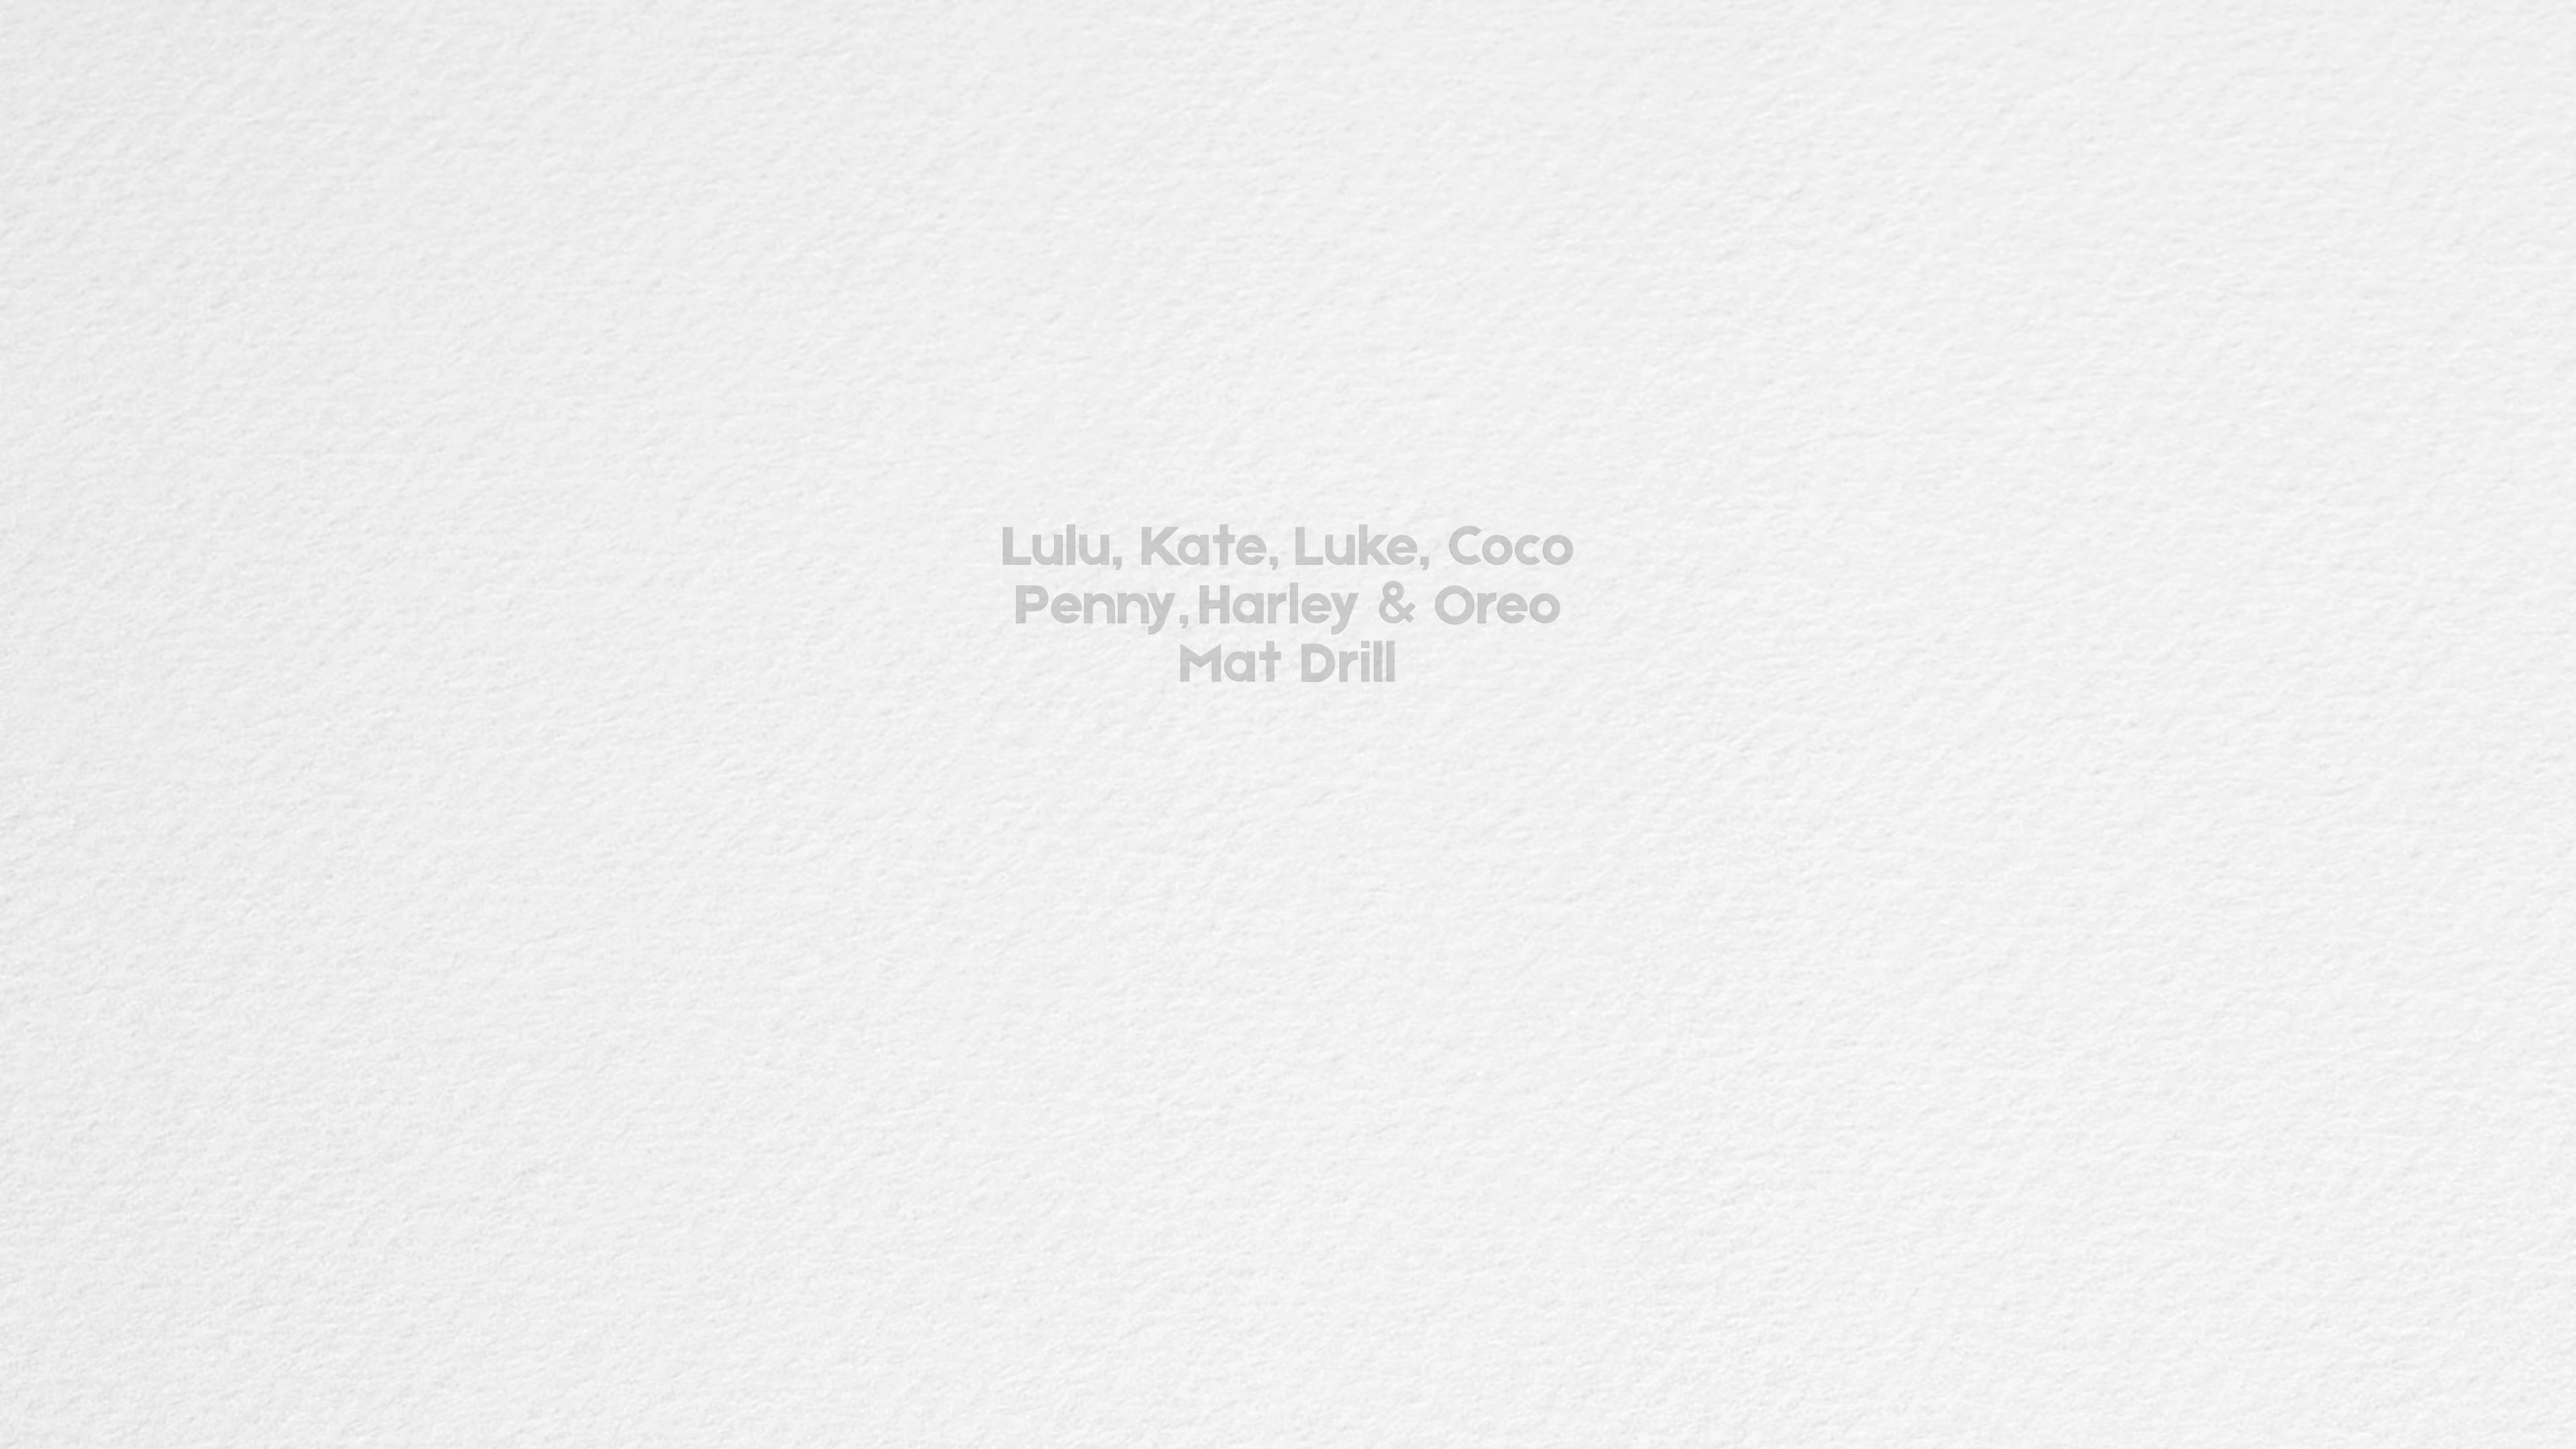 Lulu, Kate, Luke, Coco
Penny, Harley & Oreo
Mat Drill